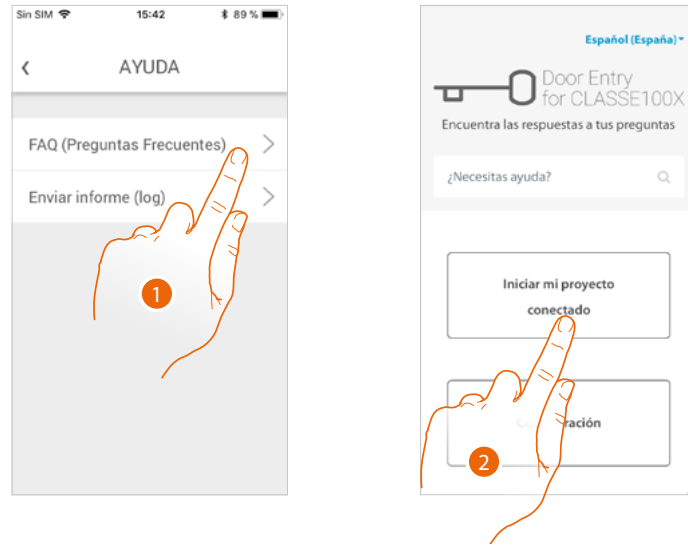 Sin SIM 15:42 89 %
AYUDA
FAQ (Preguntas Frecuentes)
Enviar informe (log)
1
Español (España)
Door Entry
for CLASSE100X
Encuentra las respuestas a tus preguntas
¿Necesitas ayuda?
Iniciar mi proyecto
conectado
2